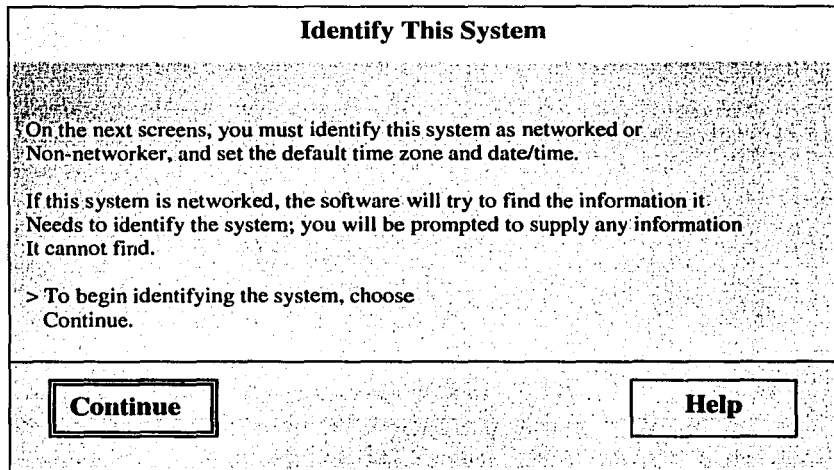 Identify This System
On the next screens, you must identify this system as networked or
Non-networker, and set the default time zone and date/time.
If this system is networked, the software will try to find the information it
Needs to identify the system; you will be prompted to supply any information
It cannot find.
> To begin identifying the system, choose
Continue.
Continue
Help